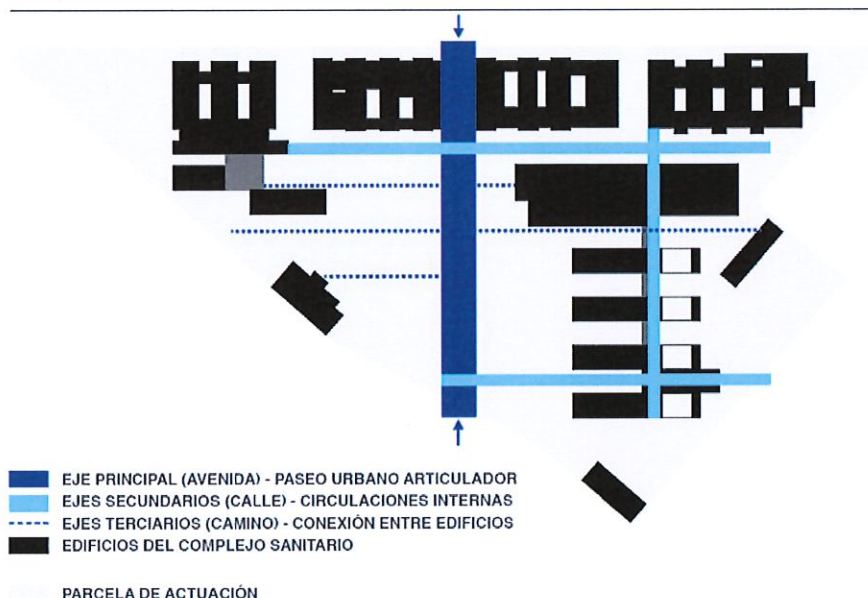 EJE PRINCIPAL (AVENIDA) - PASEO URBANO ARTICULADOR
EJES SECUNDARIOS (CALLE) - CIRCULACIONES INTERNAS
EJES TERCIARIOS (CAMINO) - CONEXIÓN ENTRE EDIFICIOS
EDIFICIOS DEL COMPLEJO SANITARIO
PARCELA DE ACTUACIÓN